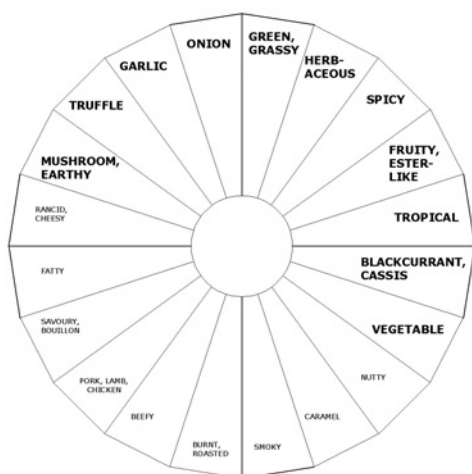 ONION
GREEN,
GRASSY
HERB-
ACEOUS
SPICY
FRUITY,
ESTER-
LIKE
TROPICAL
BLACKCURRANT,
CASSIS
VEGETABLE
NUTTY
CARAMEL
SMOKY
BURNT,
ROASTED
BEEFY
PORK, LAMB,
CHICKEN
SAVOURY,
BOUILLON
FATTY
RANCID,
CHEESY
MUSHROOM,
EARTHY
TRUFFLE
GARLIC